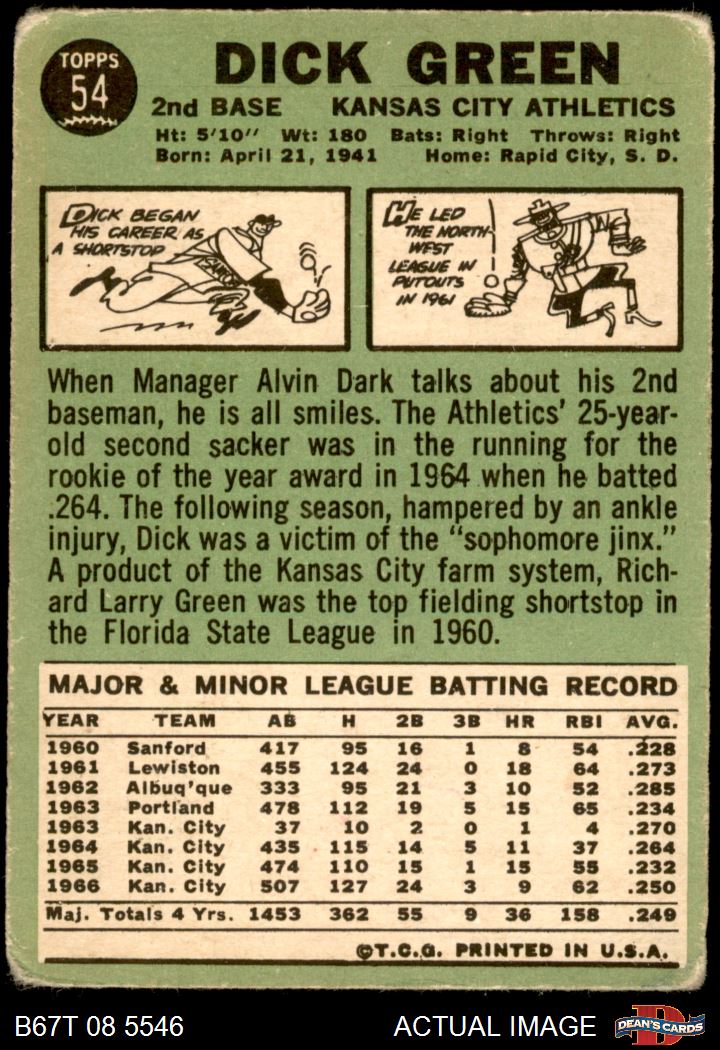 TOPPS
54
DICK GREEN
2nd BASE KANSAS CITY ATHLETICS
Ht: 5'10" Wt: 180 Bats: Right Throws: Right
Born: April 21, 1941 Home: Rapid City, S. D.
DICK BEGAN
HIS CAREER AS
A SHORTSTOP
HE LED
THE NORTH-
WEST
LEAGUE IN
PUTOUTS
IN 1961
When Manager Alvin Dark talks about his 2nd
baseman, he is all smiles. The Athletics' 25-year-
old second sacker was in the running for the
rookie of the year award in 1964 when he batted
.264. The following season, hampered by an ankle
injury, Dick was a victim of the "sophomore jinx."
A product of the Kansas City farm system, Rich-
ard Larry Green was the top fielding shortstop in
the Florida State League in 1960.
MAJOR & MINOR LEAGUE BATTING RECORD
YEAR TEAM AB H 2B 3B HR RBI AVG.
1960 Sanford 417 95 16 1 8 54 .228
1961 Lewiston 455 124 24 0 18 64 .273
1962 Albuq'que 333 95 21 3 10 52 .285
1963 Portland 478 112 19 5 15 65 .234
1963 Kan. City 37 10 2 0 1 4 .270
1964 Kan. City 435 115 14 5 11 37 .264
1965 Kan. City 474 110 15 1 15 55 .232
1966 Kan. City 507 127 24 3 9 62 .250
Maj. Totals 4 Yrs. 1453 362 55 9 36 158 .249
©T.C.G. PRINTED IN U.S.A.
B67T 08 5546 ACTUAL IMAGE
DEAN'S CARDS